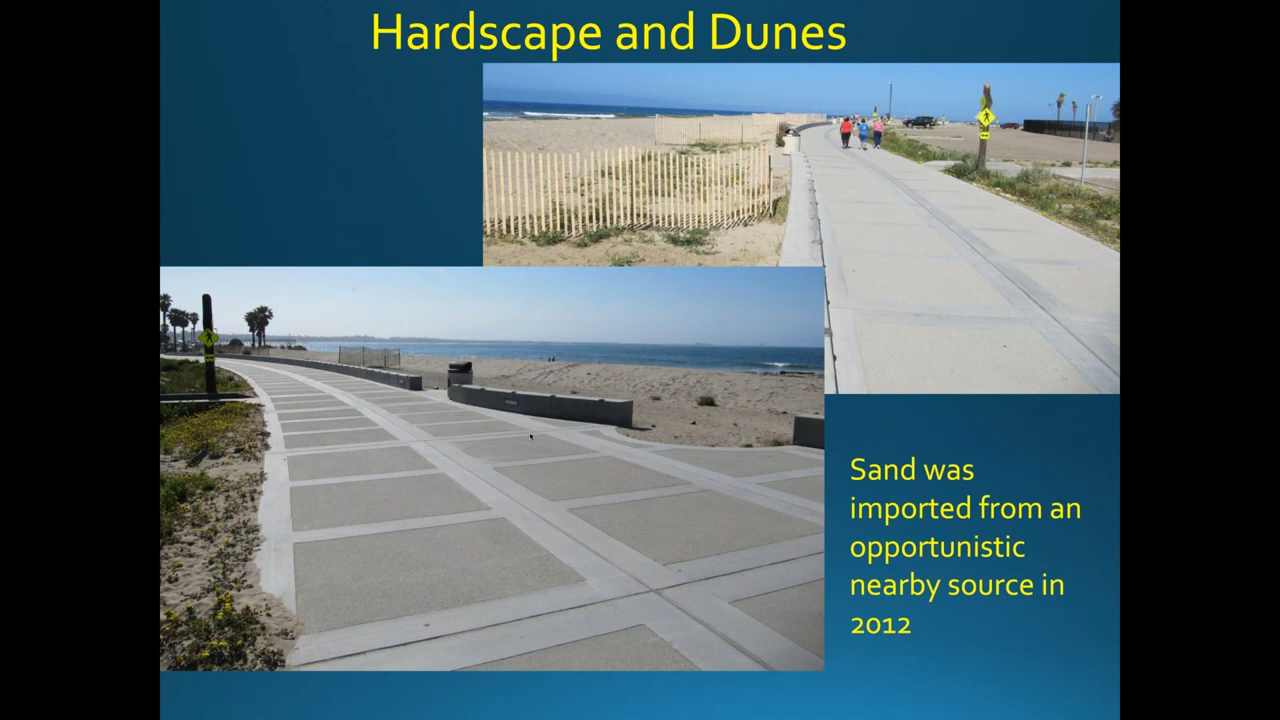 Hardscape and Dunes
Sand was
imported from an
opportunistic
nearby source in
2012